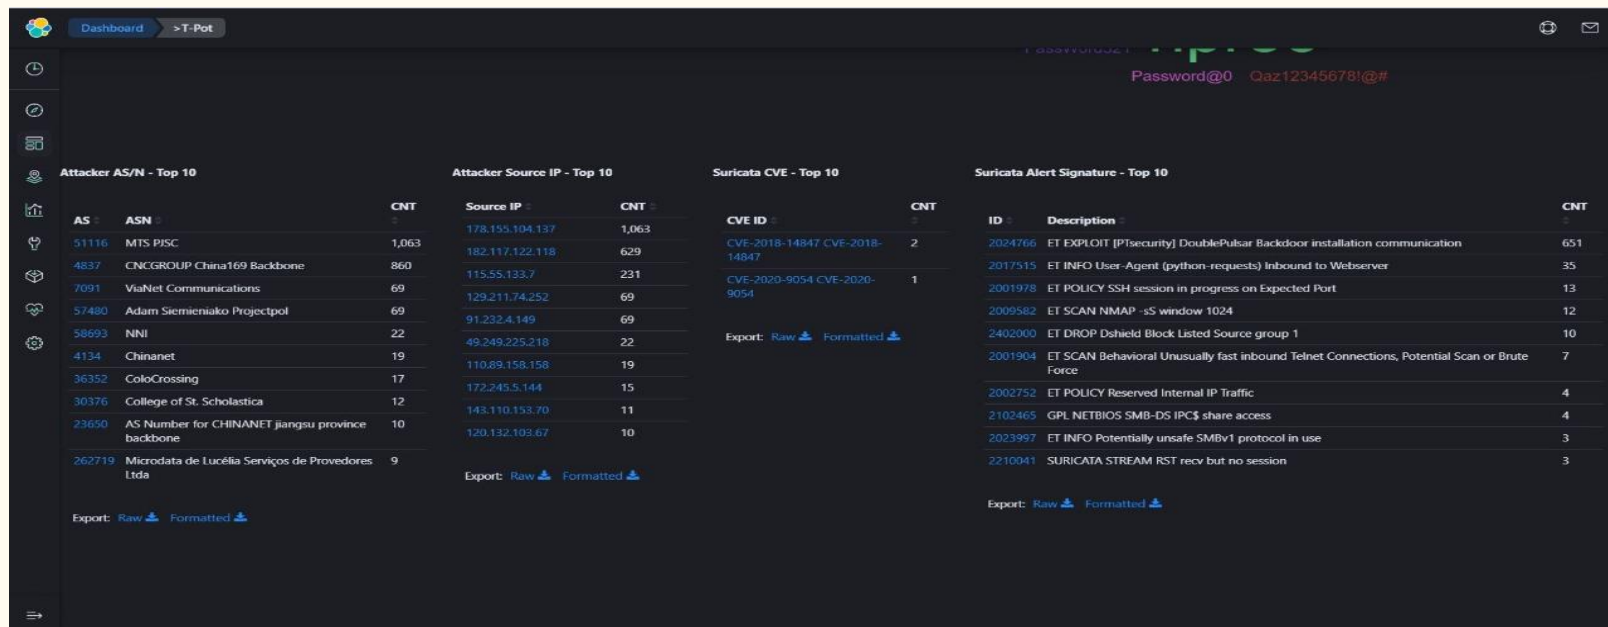 Dashboard
>T-Pot
Password@0 Qaz12345678!@#
Attacker AS/N - Top 10
AS ASN CNT
51116 MTS PJSC 1,063
4837 CNCGROUP China169 Backbone 860
7091 ViaNet Communications 69
57480 Adam Siemieniako Projectpol 69
58693 NNI 22
4134 Chinanet 19
36352 ColoCrossing 17
30376 College of St. Scholastica 12
23650 AS Number for CHINANET jiangsu province 10
backbone
262719 Microdata de Lucélia Serviços de Provedores 9
Ltda
Export: Raw Formatted
Attacker Source IP - Top 10
Source IP CNT
178.155.104.137 1,063
182.117.122.118 629
115.55.133.7 231
129.211.74.252 69
91.232.4.149 69
49.249.225.218 22
110.89.158.158 19
172.245.5.144 15
143.110.153.70 11
120.132.103.67 10
Export: Raw Formatted
Suricata CVE - Top 10
CVE ID CNT
CVE-2018-14847 CVE-2018- 2
14847
CVE-2020-9054 CVE-2020- 1
9054
Export: Raw Formatted
Suricata Alert Signature - Top 10
ID Description CNT
2024766 ET EXPLOIT [PTsecurity] DoublePulsar Backdoor installation communication 651
2017515 ET INFO User-Agent (python-requests) Inbound to Webserver 35
2001978 ET POLICY SSH session in progress on Expected Port 13
2009582 ET SCAN NMAP -sS window 1024 12
2402000 ET DROP Dshield Block Listed Source group 1 10
2001904 ET SCAN Behavioral Unusually fast inbound Telnet Connections, Potential Scan or Brute 7
Force
2002752 ET POLICY Reserved Internal IP Traffic 4
2102465 GPL NETBIOS SMB-DS IPC$ share access 4
2023997 ET INFO Potentially unsafe SMBv1 protocol in use 3
2210041 SURICATA STREAM RST recv but no session 3
Export: Raw Formatted